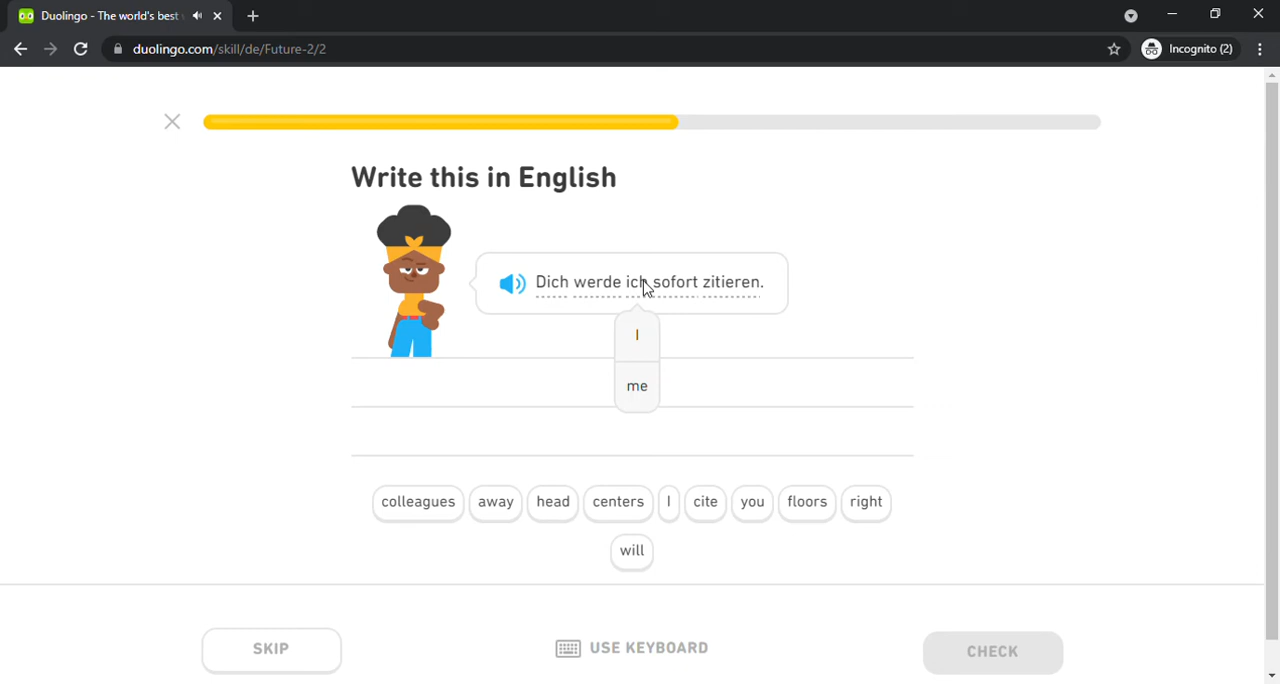 Duolingo - The world's best
duolingo.com/skill/de/Future-2/2
Incognito (2)
Write this in English
Dich werde ich sofort zitieren.
I
me
colleagues away head centers I cite you floors right
will
SKIP
USE KEYBOARD
CHECK